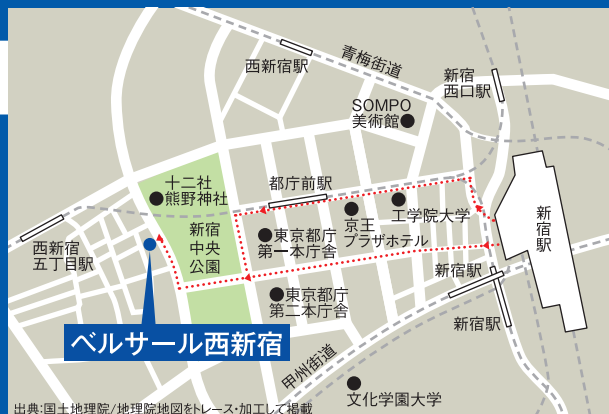 青梅街道
西新宿駅
新宿
西口駅
SOMPO
美術館
十二社
熊野神社
都庁前駅
工学院大学
京王
プラザホテル
新宿駅
新宿
中央
公園
東京都庁
第一本庁舎
西新宿
五丁目駅
新宿駅
東京都庁
第二本庁舎
新宿駅
ベルサール西新宿
甲州街道
文化学園大学
出典:国土地理院/地理院地図をトレース・加工して掲載